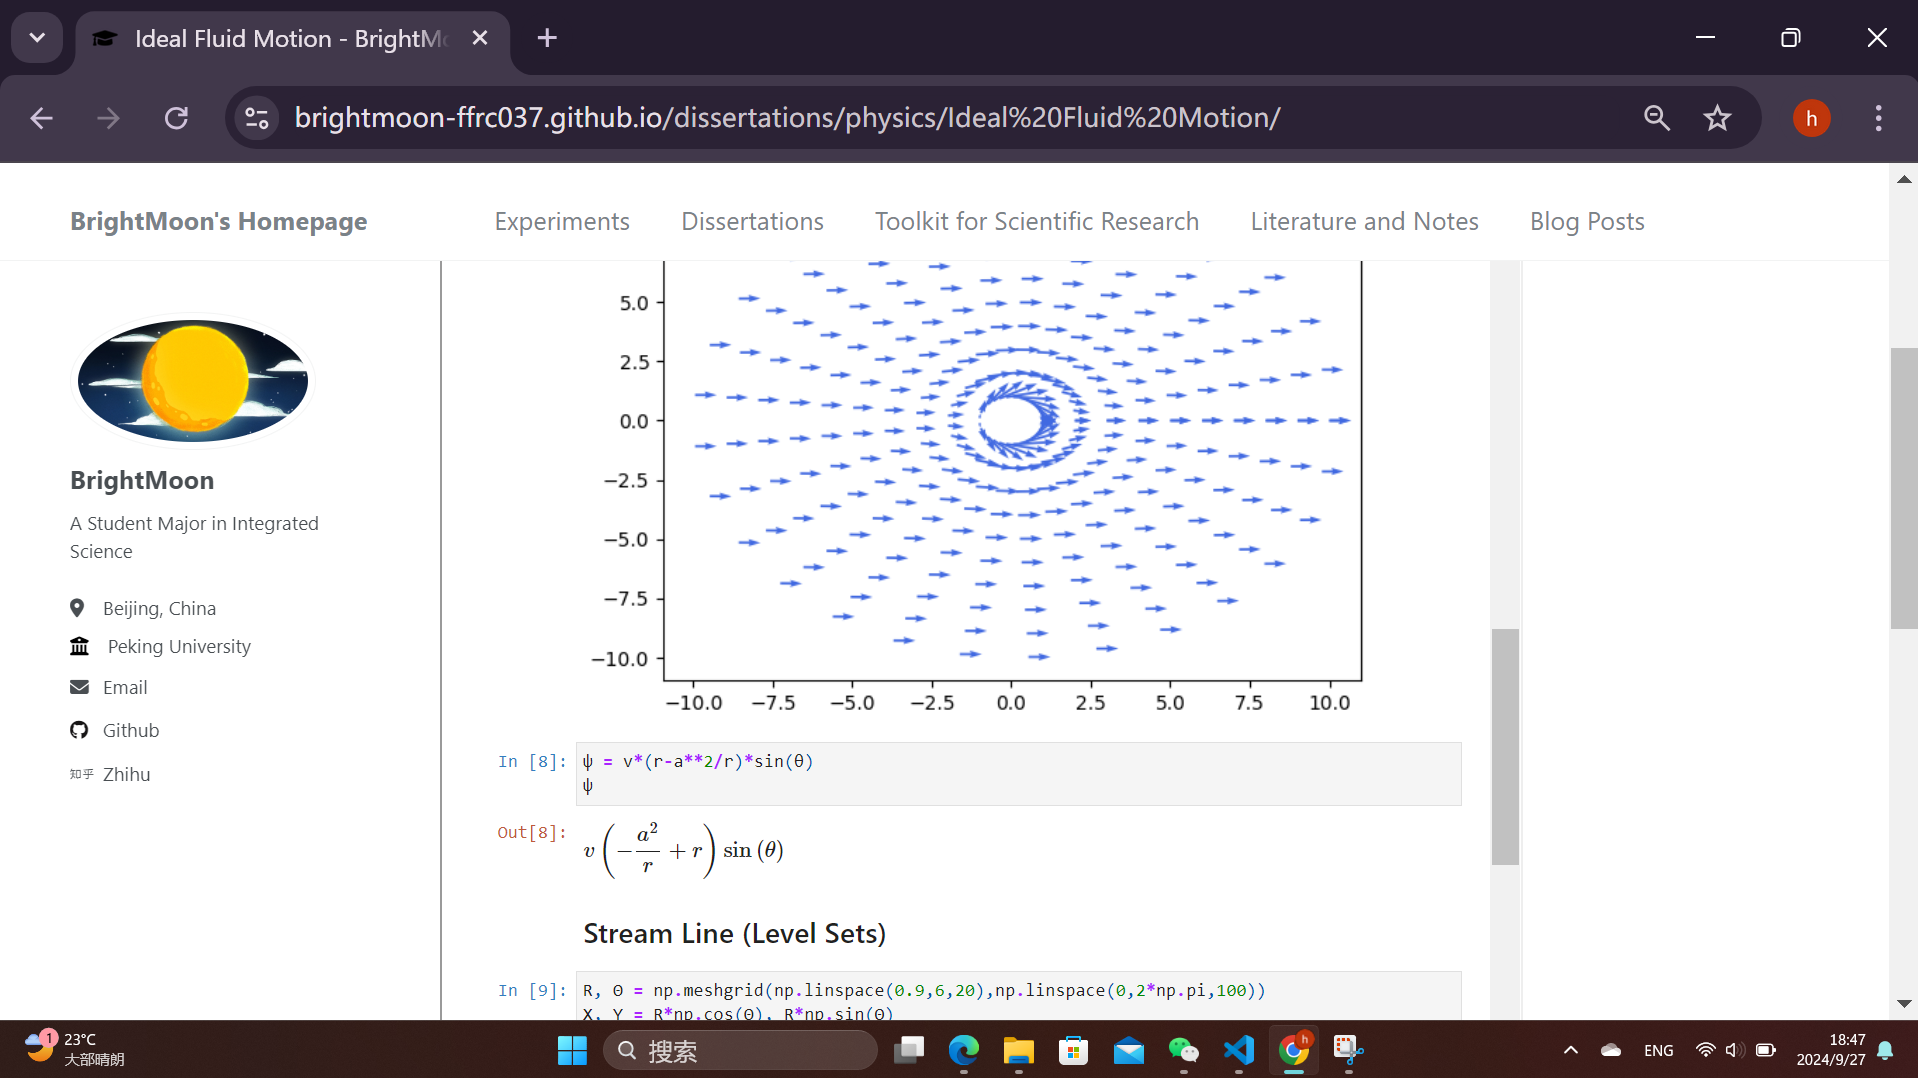 Ideal Fluid Motion - BrightMo
brightmoon-ffrc037.github.io/dissertations/physics/Ideal%20Fluid%20Motion/
h
BrightMoon's Homepage
Experiments
Dissertations
Toolkit for Scientific Research
Literature and Notes
Blog Posts
BrightMoon
A Student Major in Integrated
Science
Beijing, China
Peking University
Email
Github
知乎 Zhihu
5.0
2.5
0.0
−2.5
−5.0
−7.5
−10.0
−10.0 −7.5 −5.0 −2.5 0.0 2.5 5.0 7.5 10.0
In [8]: ψ = v*(r-a**2/r)*sin(θ)
ψ
Out[8]: v(−a²/r + r) sin (θ)
Stream Line (Level Sets)
In [9]: R, Θ = np.meshgrid(np.linspace(0.9,6,20),np.linspace(0,2*np.pi,100))
X, Y = R*np.cos(Θ), R*np.sin(Θ)
1
23°C
大部晴朗
搜索
h
ENG
18:47
2024/9/27